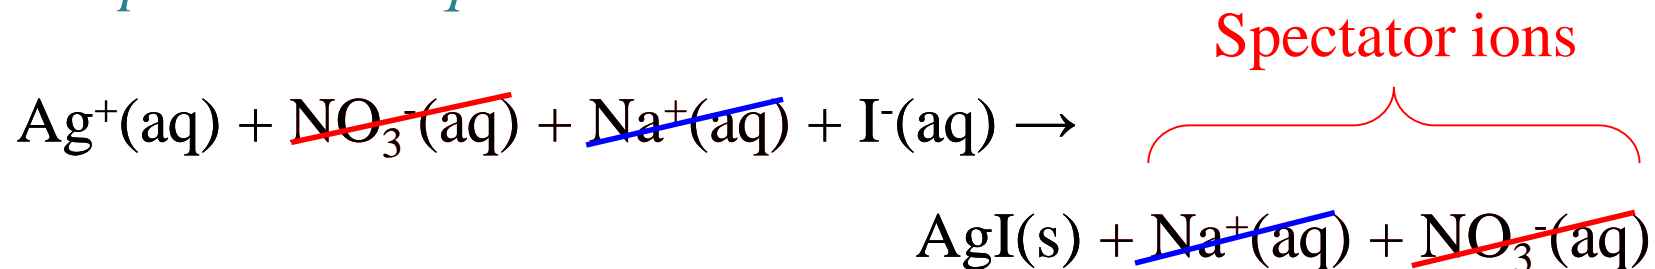 Spectator ions
Ag⁺(aq) + NO₃⁻(aq) + Na⁺(aq) + I⁻(aq) →
AgI(s) + Na⁺(aq) + NO₃⁻(aq)